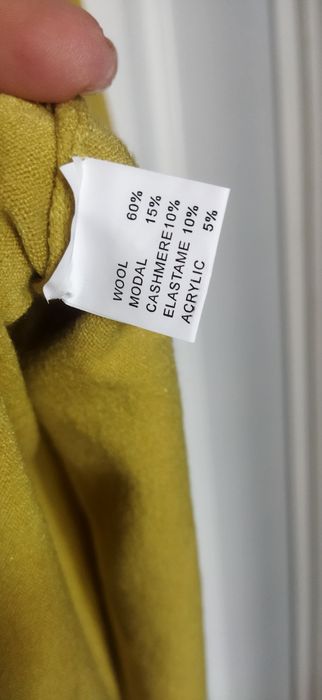 WOOL 60%
MODAL 15%
CASHMERE10%
ELASTAME 10%
ACRYLIC 5%